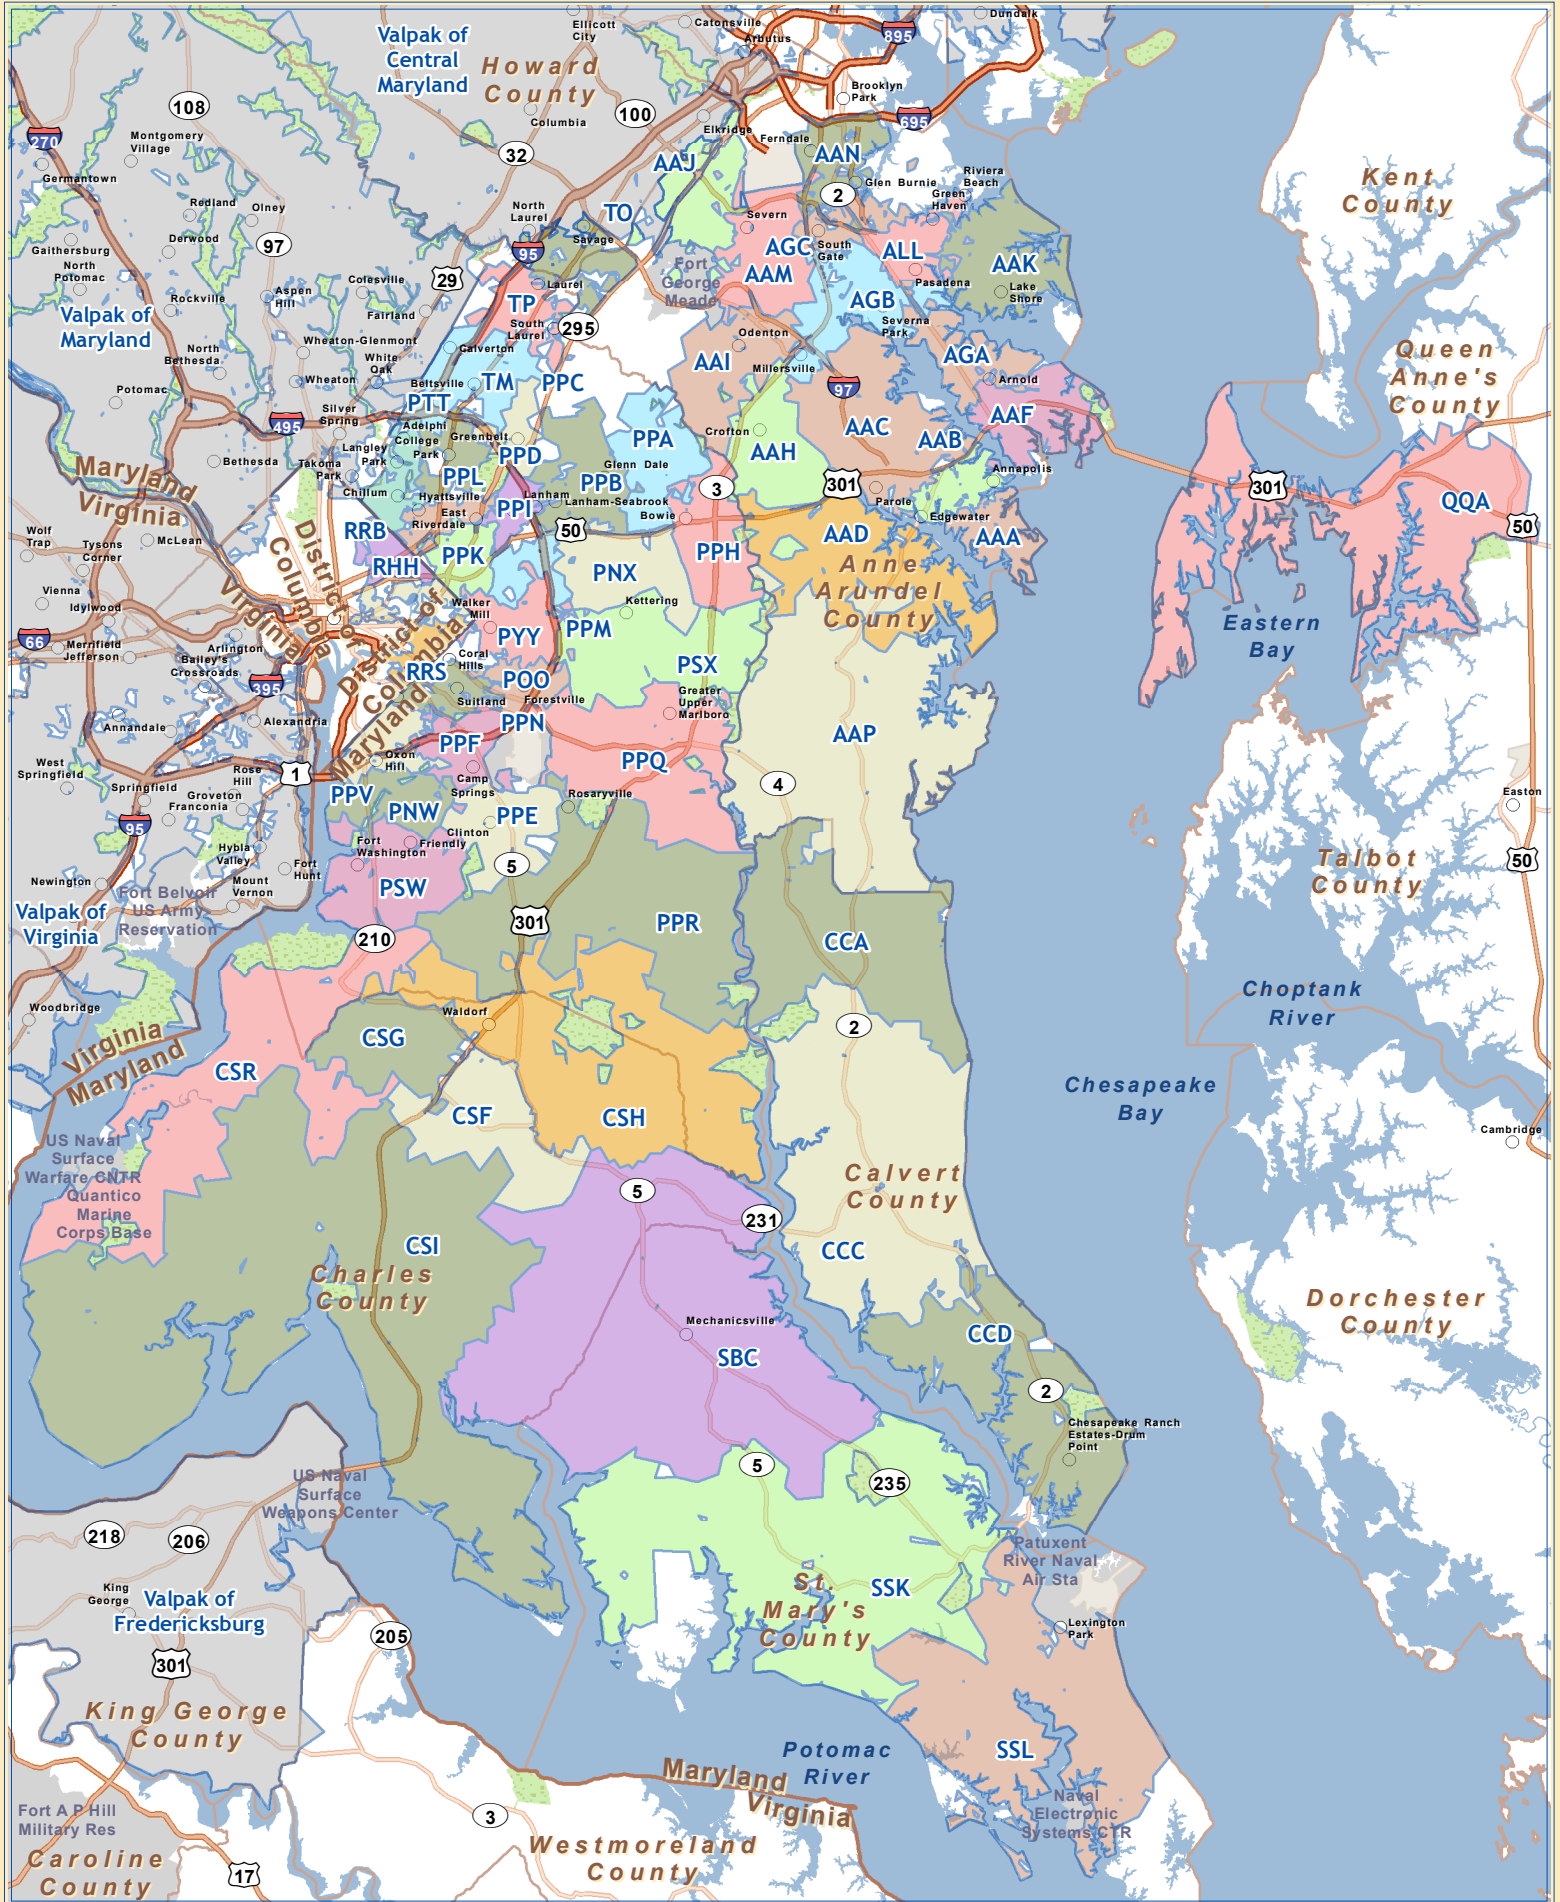 Valpak of
Central
Maryland
Howard
County
Ellicott
City
Catonsville
Arbutus
Dundalk
895
Brooklyn
Park
695
108
100
Columbia
Elkridge
Ferndale
270
Montgomery
Village
32
AAJ
AAN
Germantown
Glen Burnie
Riviera
Beach
Green
Haven
2
Kent
County
Redland
Olney
North
Laurel
TO
Severn
Derwood
97
Savage
95
AGC
South
Gate
ALL
AAK
Gaithersburg
North
Potomac
29
Colesville
Laurel
Fort
George
Meade
AAM
Pasadena
Lake
Shore
Rockville
Aspen
Hill
Fairland
TP
AGB
Valpak of
Maryland
South
Laurel
295
Odenton
Severna
Park
Wheaton-Glenmont
Calverton
North
Bethesda
White
Oak
AAI
Millersville
AGA
Queen
Anne's
County
Potomac
Wheaton
Beltsville
TM
PPC
97
Arnold
PTT
Silver
Spring
495
Adelphi
College
Park
Greenbelt
PPA
Crofton
AAC
AAB
AAF
Langley
Park
PPD
Bethesda
Takoma
Park
Glenn Dale
AAH
Annapolis
Maryland
Virginia
PPL
PPB
3
301
301
Chillum
Hyattsville
Lanham
Lanham-Seabrook
Parole
QQA
PPI
East
Riverdale
Bowie
Edgewater
50
50
Wolf
Trap
Tysons
Corner
McLean
District of
Columbia
RRB
AAD
AAA
PPK
PPH
RHH
PNX
Anne
Arundel
County
Vienna
Idylwood
Virginia
District of
Columbia
Walker
Mill
Kettering
Eastern
Bay
66
Merrifield
Jefferson
Arlington
Bailey's
Crossroads
PYY
PPM
395
RRS
Coral
Hills
PSX
POO
Suitland
Forestville
Greater
Upper
Marlboro
Annandale
Alexandria
Maryland
PPN
AAP
PPF
Oxon
Hill
PPQ
West
Springfield
Rose
Hill
1
Camp
Springs
4
Springfield
Groveton
Franconia
PPV
PNW
PPE
Rosaryville
Easton
95
Clinton
Hybla
Valley
Fort
Washington
Friendly
Fort
Hunt
5
Talbot
County
50
Newington
Mount
Vernon
PSW
Fort Belvoir
US Army
Reservation
Valpak of
Virginia
301
PPR
210
CCA
Woodbridge
Choptank
River
Waldorf
2
Virginia
Maryland
CSG
CSR
Chesapeake
Bay
CSF
CSH
Cambridge
US Naval
Surface
Warfare CNTR
Quantico
Marine
Corps Base
Calvert
County
5
231
CSI
CCC
Charles
County
Dorchester
County
Mechanicsville
CCD
SBC
2
Chesapeake Ranch
Estates-Drum
Point
5
235
US Naval
Surface
Weapons Center
218
206
Patuxent
River Naval
Air Sta
King
George
Valpak of
Fredericksburg
St.
Mary's
County
SSK
Lexington
Park
205
301
King George
County
SSL
Potomac
River
Maryland
Virginia
Naval
Electronic
Systems CTR
Fort A P Hill
Military Res
3
Westmoreland
County
Caroline
County
17